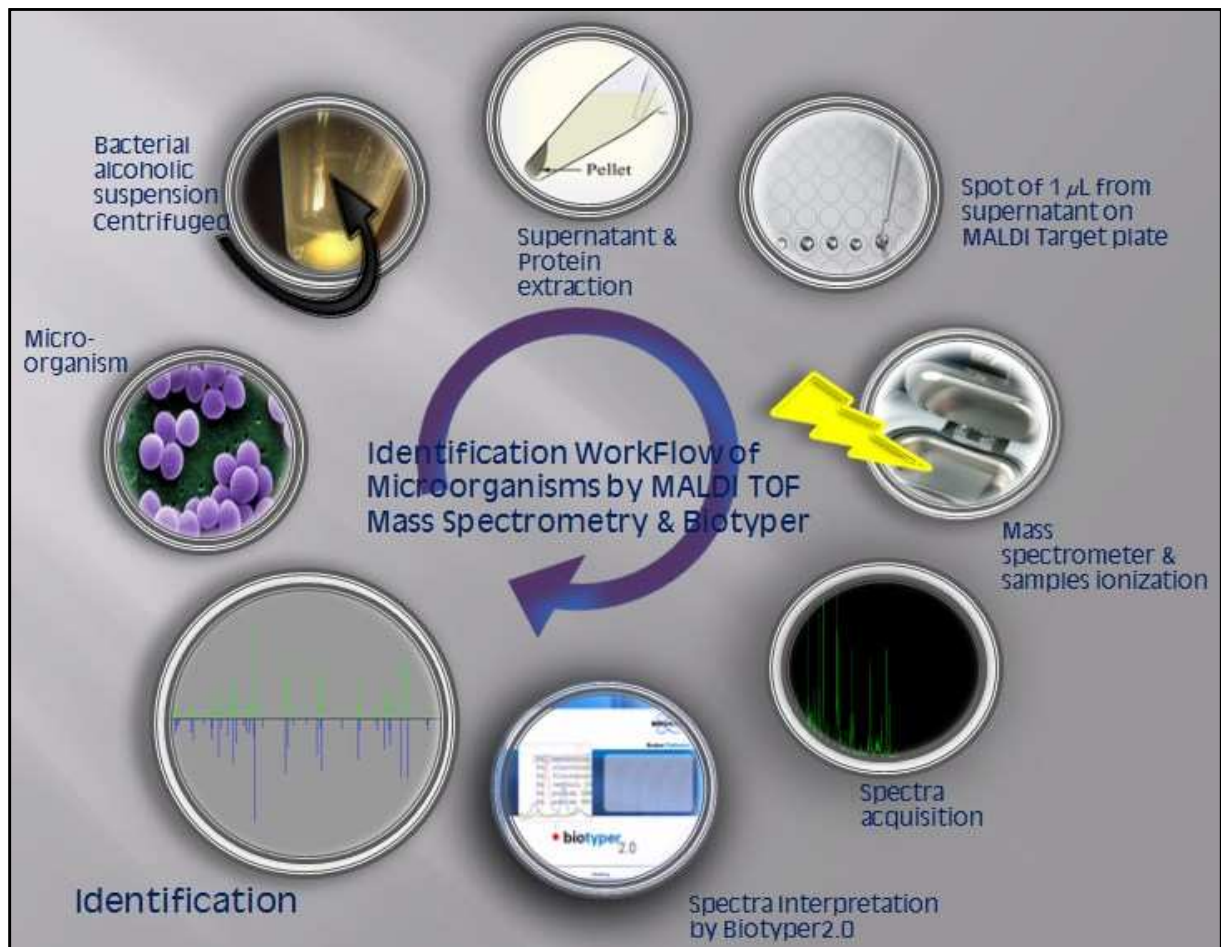 Micro-
organism
Bacterial
alcoholic
suspension
Centrifuged
Pellet
Supernatant &
Protein
extraction
Spot of 1 µL from
supernatant on
MALDI Target plate
Mass
spectrometer &
samples ionization
Spectra
acquisition
biotyper 2.0
Spectra Interpretation
by Biotyper2.0
Identification
Identification WorkFlow of
Microorganisms by MALDI TOF
Mass Spectrometry & Biotyper